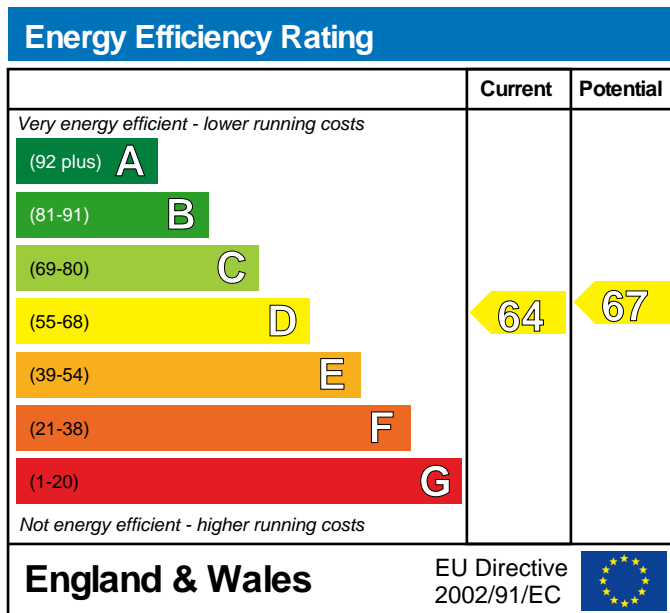 Energy Efficiency Rating
Current Potential
Very energy efficient - lower running costs
(92 plus) A
(81-91) B
(69-80) C
(55-68) D 64 67
(39-54) E
(21-38) F
(1-20) G
Not energy efficient - higher running costs
England & Wales
EU Directive
2002/91/EC